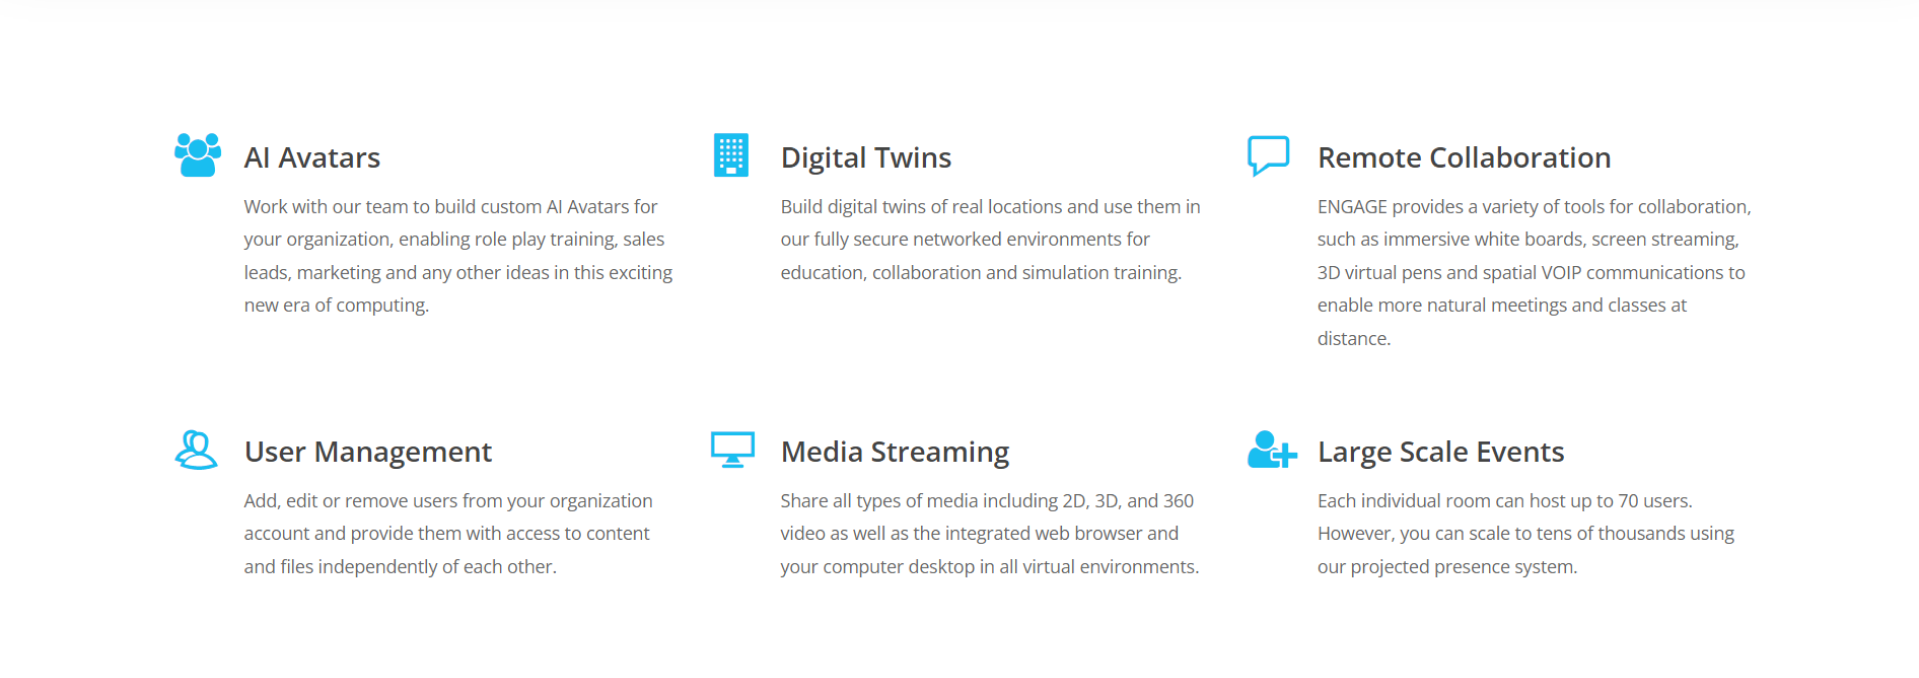 AI Avatars
Work with our team to build custom AI Avatars for
your organization, enabling role play training, sales
leads, marketing and any other ideas in this exciting
new era of computing.
Digital Twins
Build digital twins of real locations and use them in
our fully secure networked environments for
education, collaboration and simulation training.
Remote Collaboration
ENGAGE provides a variety of tools for collaboration,
such as immersive white boards, screen streaming,
3D virtual pens and spatial VOIP communications to
enable more natural meetings and classes at
distance.
User Management
Add, edit or remove users from your organization
account and provide them with access to content
and files independently of each other.
Media Streaming
Share all types of media including 2D, 3D, and 360
video as well as the integrated web browser and
your computer desktop in all virtual environments.
Large Scale Events
Each individual room can host up to 70 users.
However, you can scale to tens of thousands using
our projected presence system.